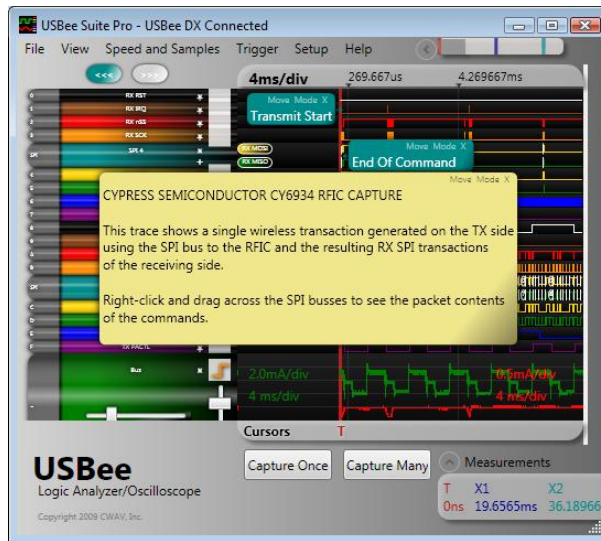 USBee Suite Pro - USBee DX Connected
File View Speed and Samples Trigger Setup Help
<<< >>>
4ms/div 269.667us 4.269667ms
RX RST
Move Mode X
Transmit Start
RX IRQ
RX nSS
RX SCK
SPI 4
RX MOSI
RX MISO
Move Mode X
End Of Command
Move Mode X
CYPRESS SEMICONDUCTOR CY6934 RFIC CAPTURE
This trace shows a single wireless transaction generated on the TX side
using the SPI bus to the RFIC and the resulting RX SPI transactions
of the receiving side.
Right-click and drag across the SPI busses to see the packet contents
of the commands.
TX PACTL
Bus
2.0mA/div 0.5mA/div
4 ms/div 4 ms/div
Cursors T
USBee
Logic Analyzer/Oscilloscope
Copyright 2009 CWAV, Inc.
Capture Once Capture Many
Measurements
T X1 X2
0ns 19.6565ms 36.18966